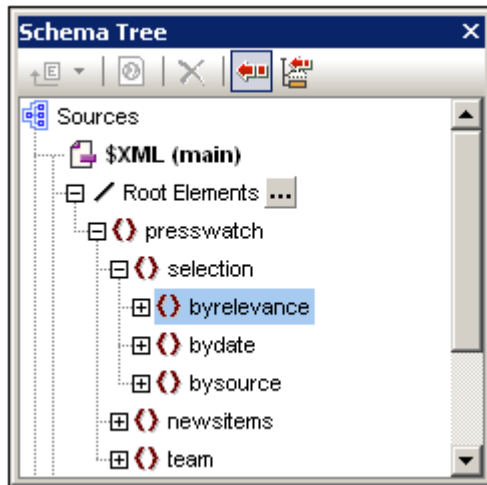 Schema Tree
Sources
$XML (main)
Root Elements ...
presswatch
selection
byrelevance
bydate
bysource
newsitems
team